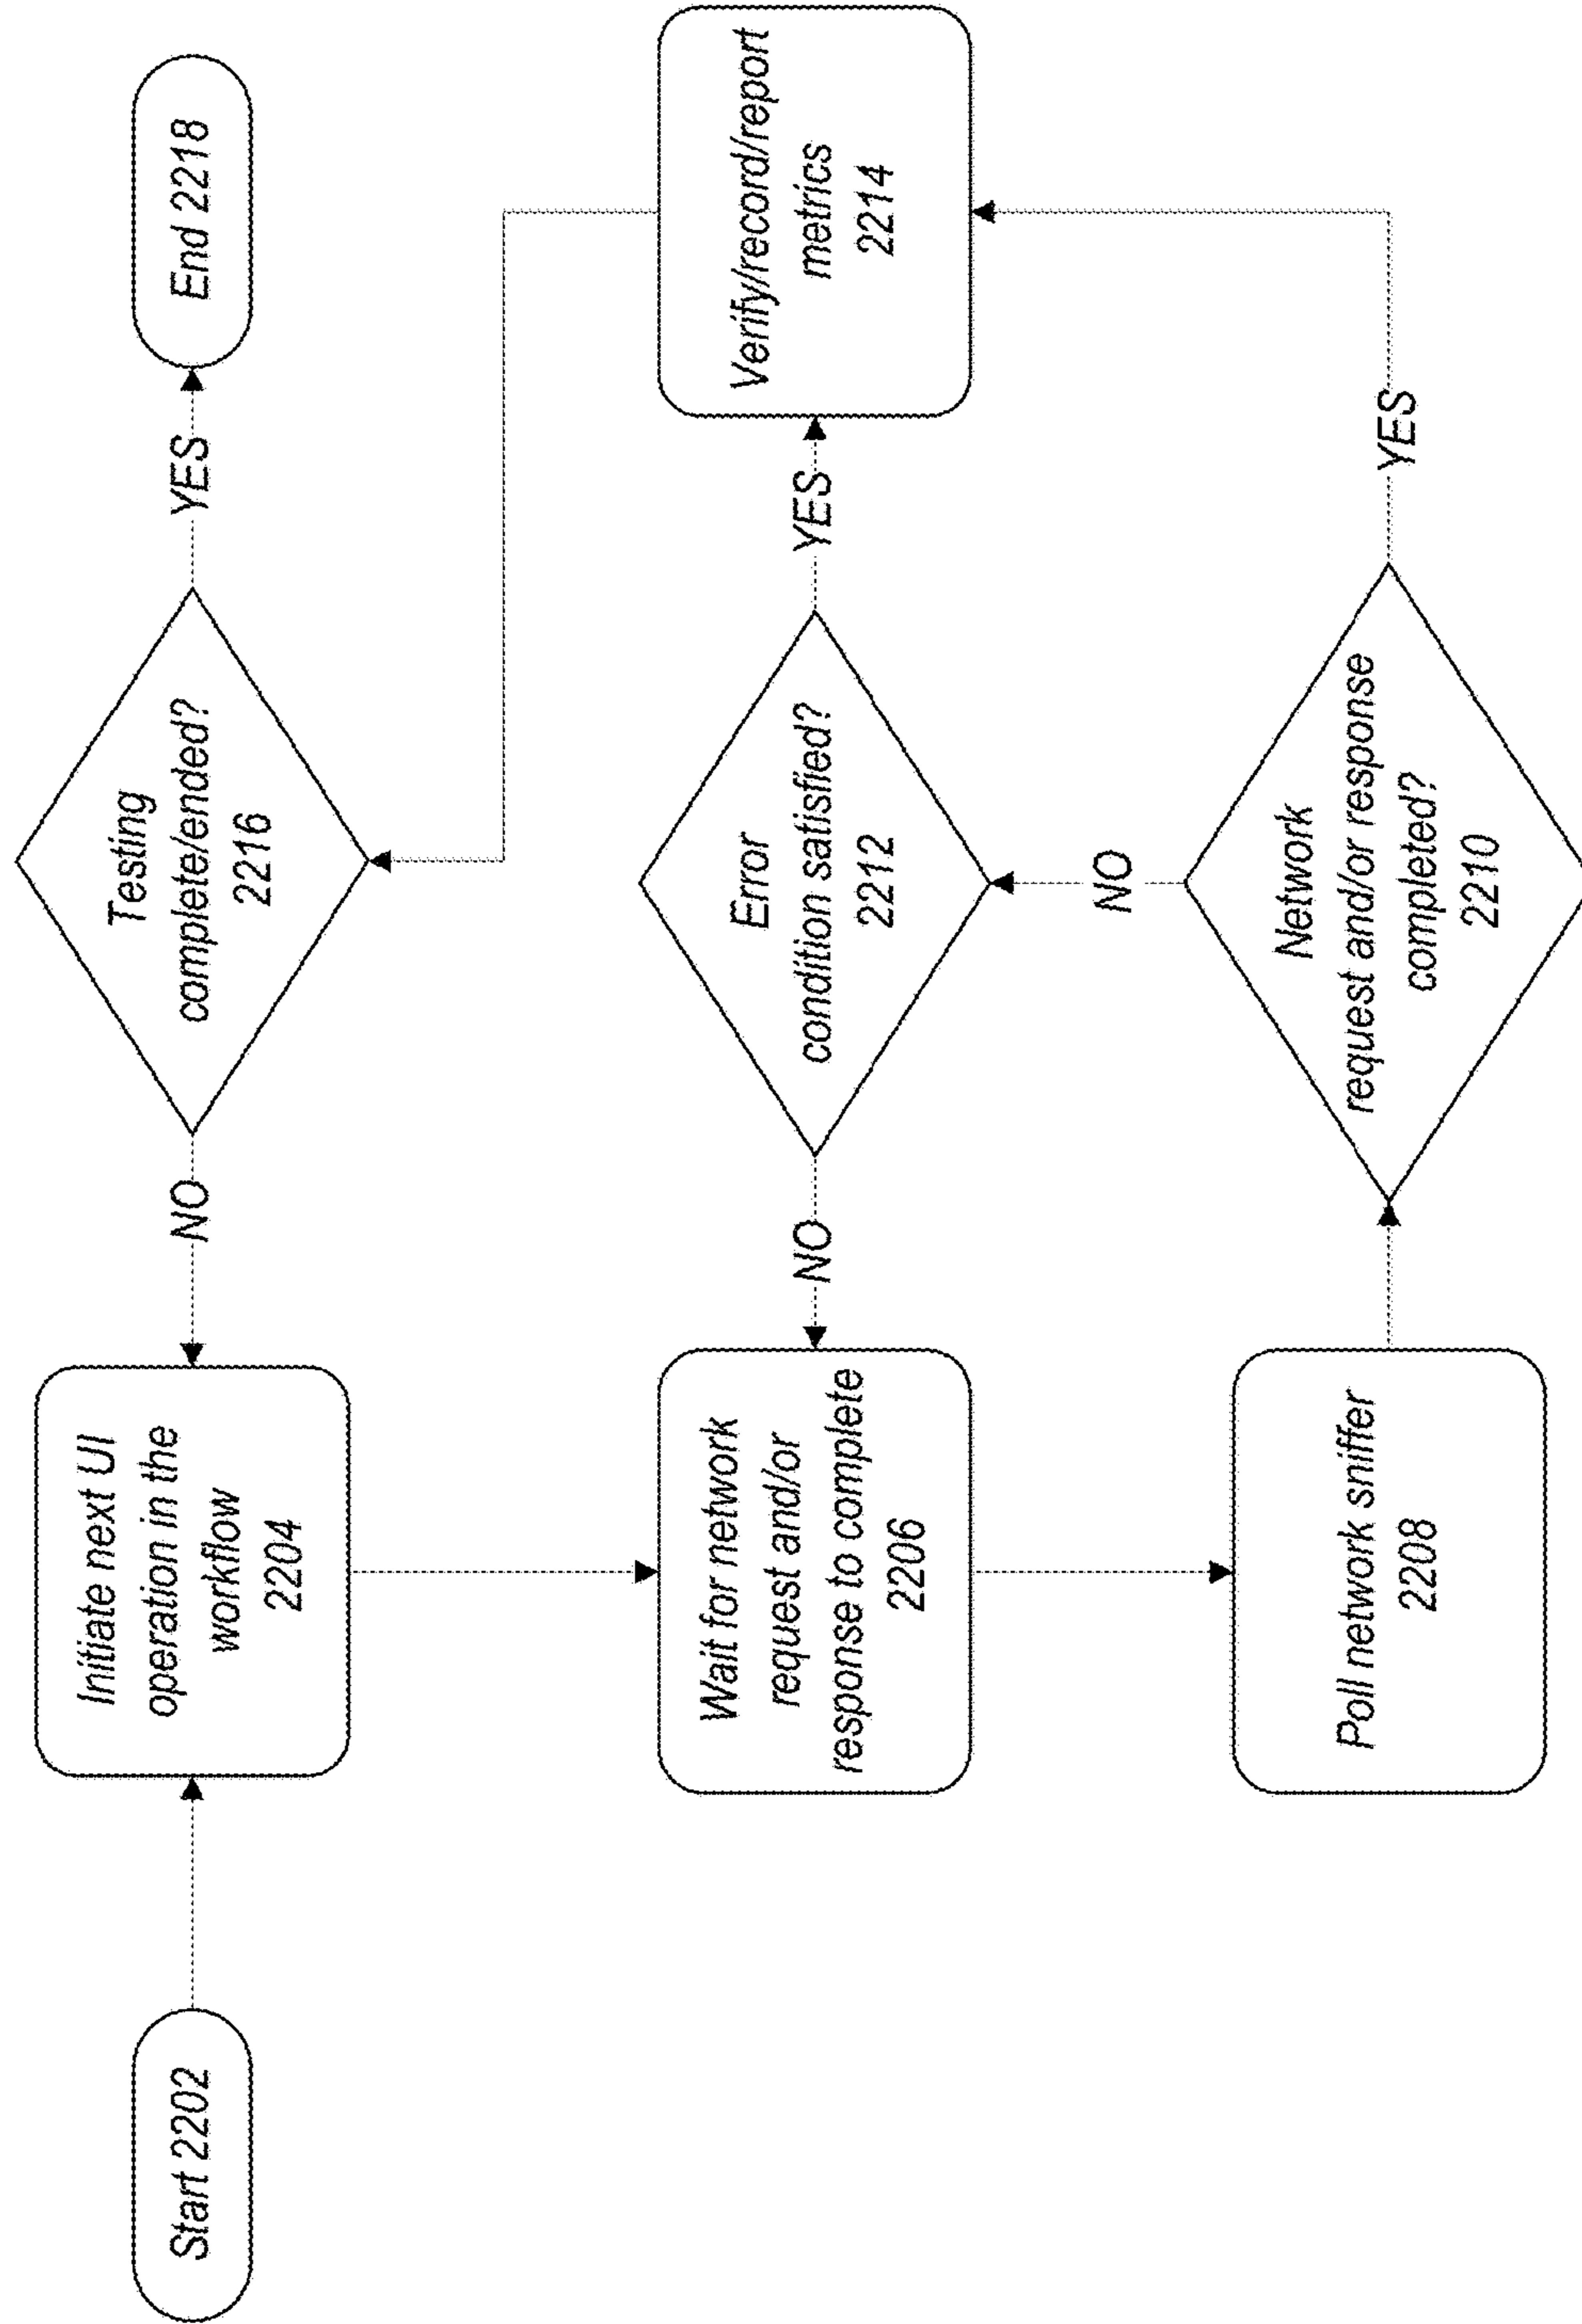 Start 2202
Initiate next UI
operation in the
workflow
2204
NO
Testing
complete/ended?
2216
YES
End 2218
Wait for network
request and/or
response to complete
2206
NO
Error
condition satisfied?
2212
YES
Verify/record/report
metrics
2214
NO
Poll network sniffer
2208
Network
request and/or response
completed?
2210
YES